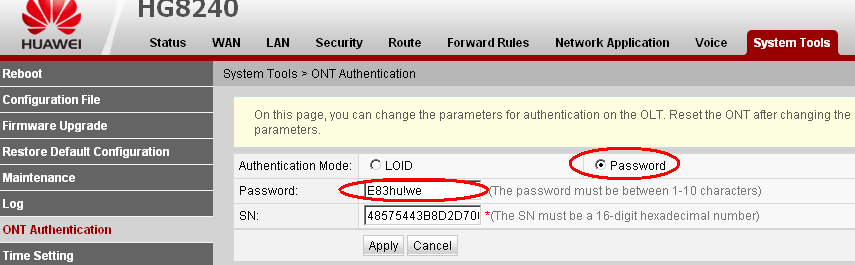 HG8240
HUAWEI
Status WAN LAN Security Route Forward Rules Network Application Voice System Tools
Reboot
Configuration File
Firmware Upgrade
Restore Default Configuration
Maintenance
Log
ONT Authentication
Time Setting
System Tools > ONT Authentication
On this page, you can change the parameters for authentication on the OLT. Reset the ONT after changing the
parameters.
Authentication Mode: LOID Password
Password: E83hu!we (The password must be between 1-10 characters)
SN: 48575443B8D2D70 *(The SN must be a 16-digit hexadecimal number)
Apply Cancel